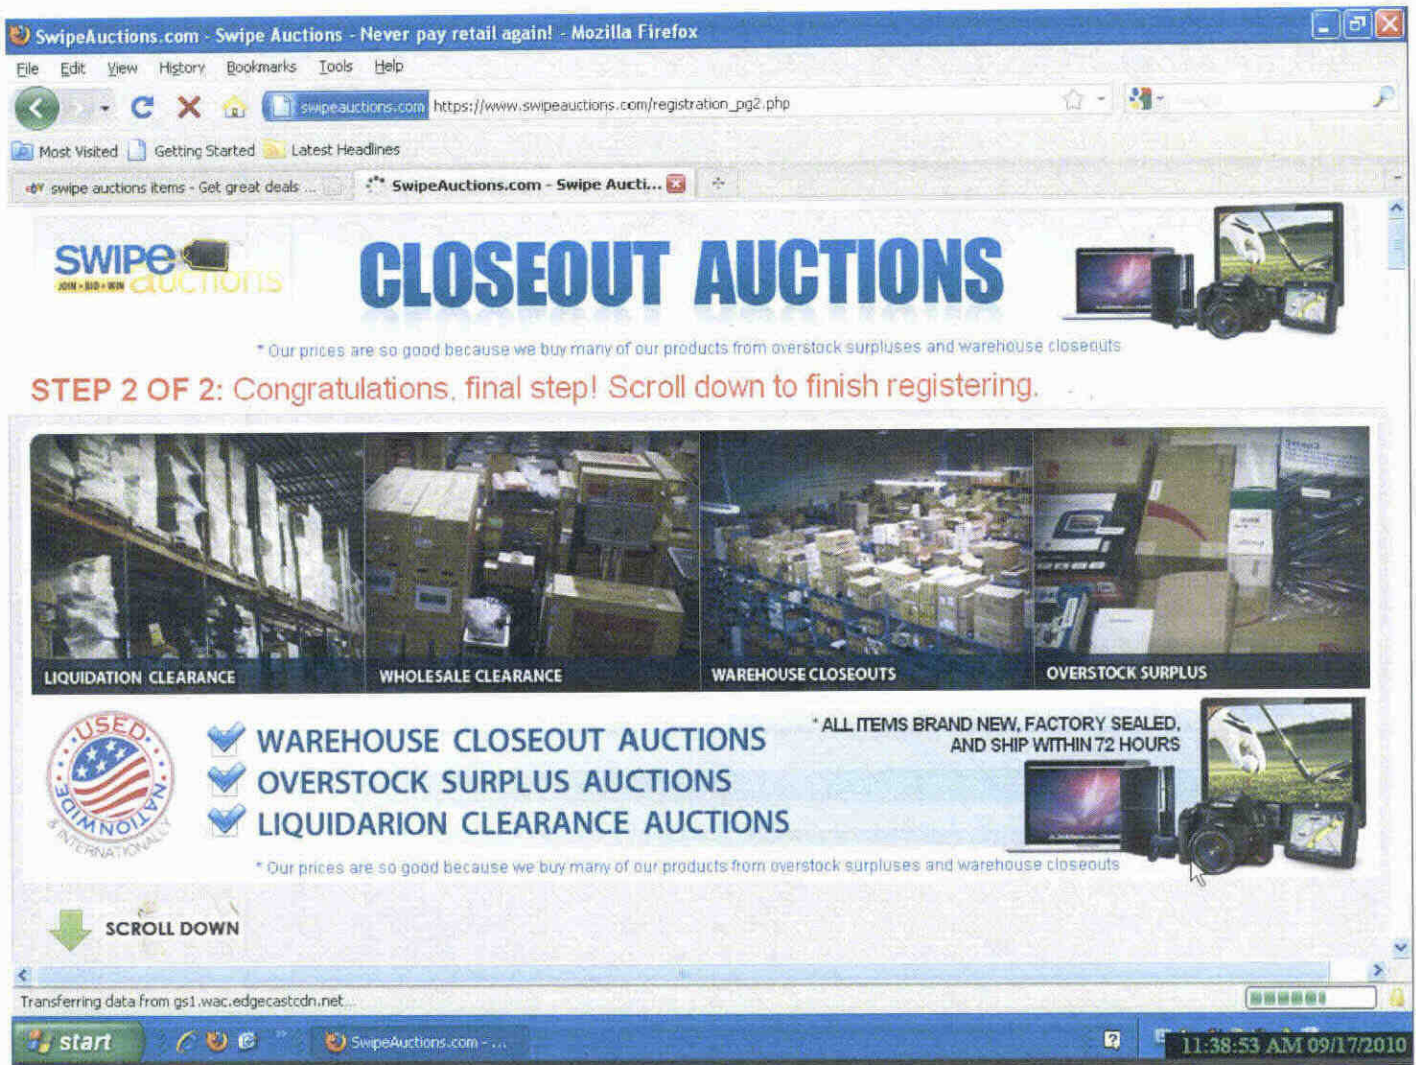 SwipeAuctions.com - Swipe Auctions - Never pay retail again! - Mozilla Firefox
File Edit View History Bookmarks Tools Help
swipeauctions.com https://www.swipeauctions.com/registration_pg2.php
Most Visited Getting Started Latest Headlines
swipe auctions items - Get great deals ... SwipeAuctions.com - Swipe Aucti...
SWIPE auctions
JOIN • BID • WIN
CLOSEOUT AUCTIONS
* Our prices are so good because we buy many of our products from overstock surpluses and warehouse closeouts
STEP 2 OF 2: Congratulations, final step! Scroll down to finish registering.
LIQUIDATION CLEARANCE
WHOLESALE CLEARANCE
WAREHOUSE CLOSEOUTS
OVERSTOCK SURPLUS
USED NATIONWIDE
& INTERNATIONALLY
WAREHOUSE CLOSEOUT AUCTIONS
OVERSTOCK SURPLUS AUCTIONS
LIQUIDARION CLEARANCE AUCTIONS
* ALL ITEMS BRAND NEW, FACTORY SEALED,
AND SHIP WITHIN 72 HOURS
* Our prices are so good because we buy many of our products from overstock surpluses and warehouse closeouts
SCROLL DOWN
Transferring data from gs1.wac.edgecastcdn.net...
start SwipeAuctions.com - ...
11:38:53 AM 09/17/2010